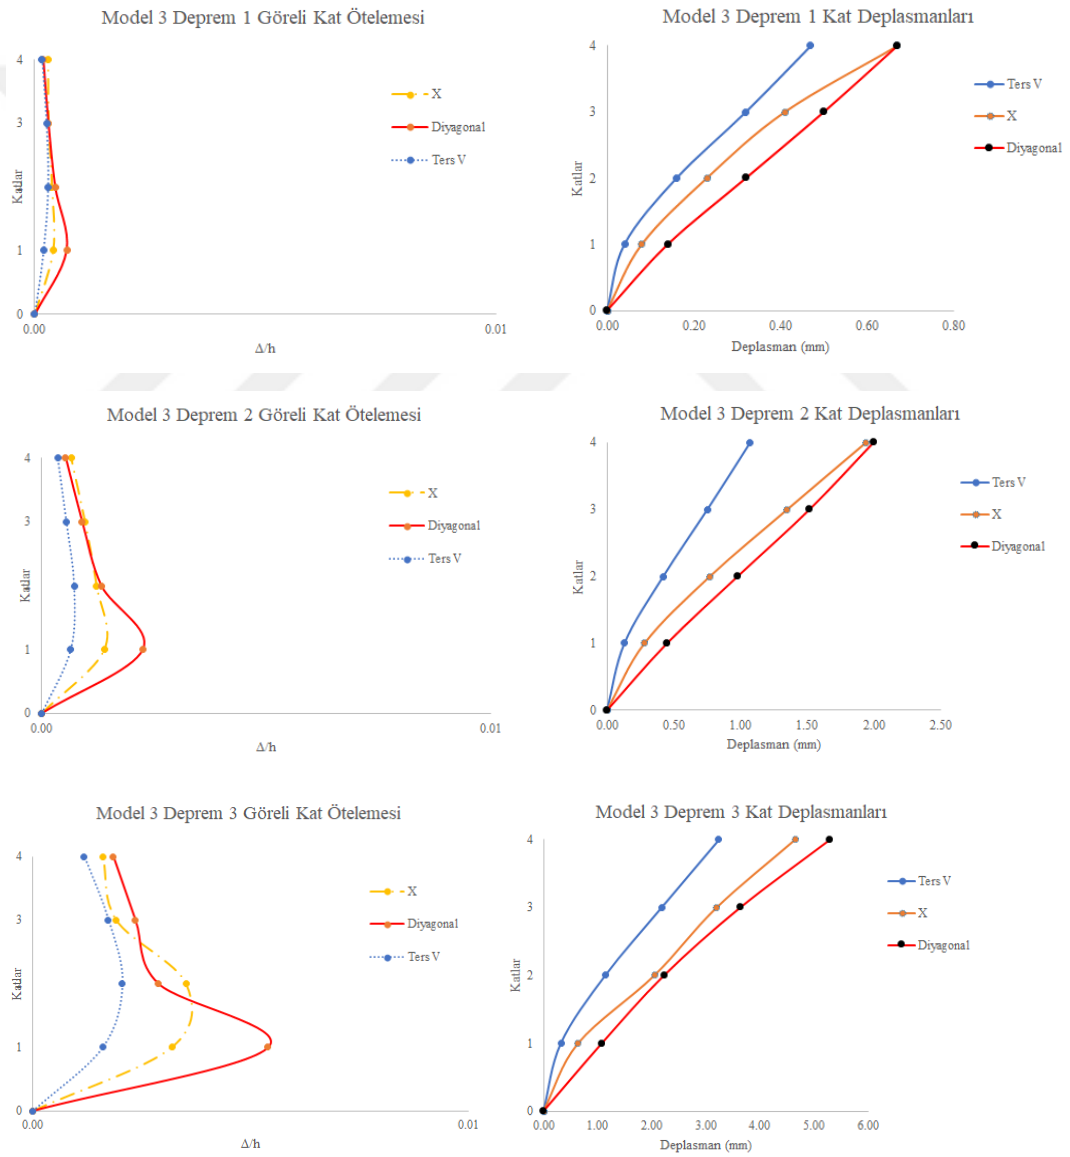 Model 3 Deprem 1 Göreli Kat Ötelemesi
4
3
2
1
0
Katlar
0.00
0.01
Δ/h
X
Diyagonal
Ters V
Model 3 Deprem 1 Kat Deplasmanları
4
3
2
1
0
Katlar
0.00
0.20
0.40
0.60
0.80
Deplasman (mm)
Ters V
X
Diyagonal
Model 3 Deprem 2 Göreli Kat Ötelemesi
4
3
2
1
0
Katlar
0.00
0.01
Δ/h
X
Diyagonal
Ters V
Model 3 Deprem 2 Kat Deplasmanları
4
3
2
1
0
Katlar
0.00
0.50
1.00
1.50
2.00
2.50
Deplasman (mm)
Ters V
X
Diyagonal
Model 3 Deprem 3 Göreli Kat Ötelemesi
4
3
2
1
0
Katlar
0.00
0.01
Δ/h
X
Diyagonal
Ters V
Model 3 Deprem 3 Kat Deplasmanları
4
3
2
1
0
Katlar
0.00
1.00
2.00
3.00
4.00
5.00
6.00
Deplasman (mm)
Ters V
X
Diyagonal